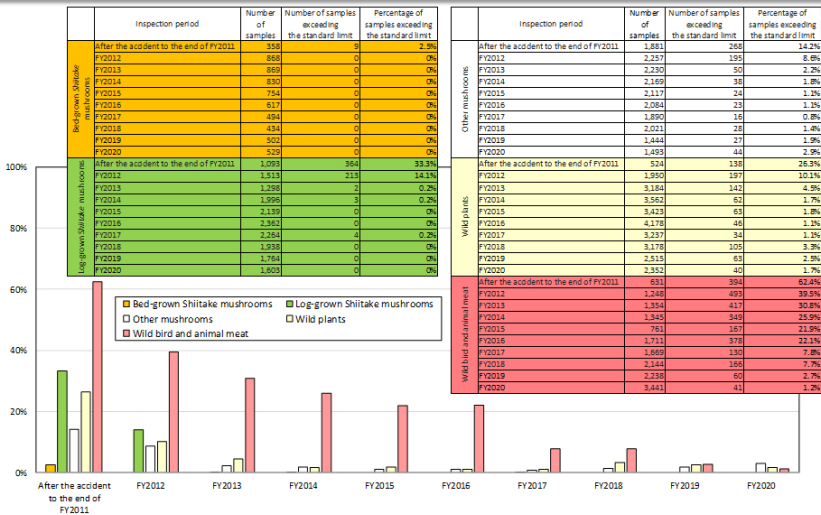 Inspection period Number of samples Number of samples exceeding the standard limit Percentage of samples exceeding the standard limit
Bed-grown Shiitake mushrooms
After the accident to the end of FY2011 358 9 2.5%
FY2012 868 0 0%
FY2013 869 0 0%
FY2014 830 0 0%
FY2015 754 0 0%
FY2016 617 0 0%
FY2017 494 0 0%
FY2018 434 0 0%
FY2019 502 0 0%
FY2020 529 0 0%
Log-grown Shiitake mushrooms
After the accident to the end of FY2011 1,093 364 33.3%
FY2012 1,513 213 14.1%
FY2013 1,298 2 0.2%
FY2014 1,996 3 0.2%
FY2015 2,139 0 0%
FY2016 2,362 0 0%
FY2017 2,264 4 0.2%
FY2018 1,938 0 0%
FY2019 1,764 0 0%
FY2020 1,603 0 0%
Inspection period Number of samples Number of samples exceeding the standard limit Percentage of samples exceeding the standard limit
Other mushrooms
After the accident to the end of FY2011 1,881 268 14.2%
FY2012 2,257 195 8.6%
FY2013 2,230 50 2.2%
FY2014 2,169 38 1.8%
FY2015 2,117 24 1.1%
FY2016 2,084 23 1.1%
FY2017 1,890 16 0.8%
FY2018 2,021 28 1.4%
FY2019 1,444 27 1.9%
FY2020 1,493 44 2.9%
Wild plants
After the accident to the end of FY2011 524 138 26.3%
FY2012 1,950 197 10.1%
FY2013 3,184 142 4.5%
FY2014 3,562 62 1.7%
FY2015 3,423 63 1.8%
FY2016 4,178 46 1.1%
FY2017 3,237 34 1.1%
FY2018 3,178 105 3.3%
FY2019 2,515 63 2.5%
FY2020 2,352 40 1.7%
Wild bird and animal meat
After the accident to the end of FY2011 631 394 62.4%
FY2012 1,248 493 39.5%
FY2013 1,354 417 30.8%
FY2014 1,345 349 25.9%
FY2015 761 167 21.9%
FY2016 1,711 378 22.1%
FY2017 1,669 130 7.8%
FY2018 2,144 166 7.7%
FY2019 2,238 60 2.7%
FY2020 3,441 41 1.2%
100%
80%
60%
40%
20%
0%
Bed-grown Shiitake mushrooms Log-grown Shiitake mushrooms
Other mushrooms Wild plants
Wild bird and animal meat
After the accident to the end of FY2011 FY2012 FY2013 FY2014 FY2015 FY2016 FY2017 FY2018 FY2019 FY2020